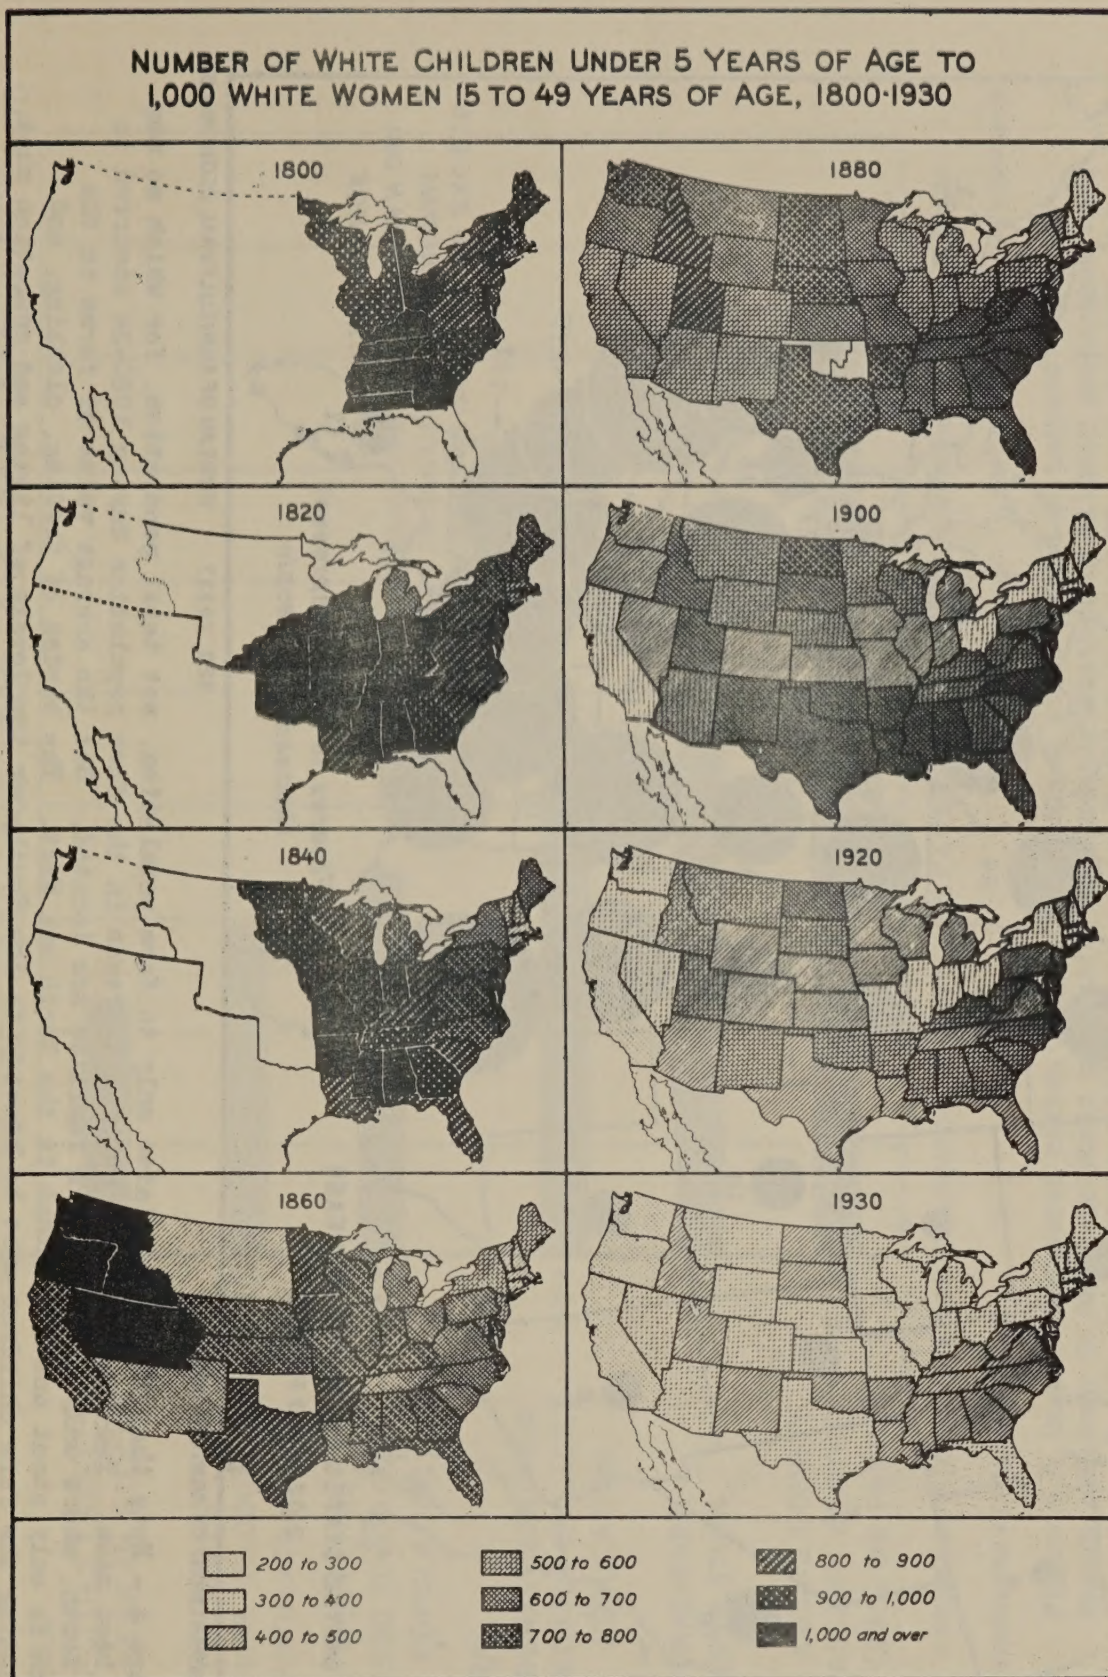 NUMBER OF WHITE CHILDREN UNDER 5 YEARS OF AGE TO
1,000 WHITE WOMEN 15 TO 49 YEARS OF AGE, 1800-1930
1800
1880
1820
1900
1840
1920
1860
1930
200 to 300
300 to 400
400 to 500
500 to 600
600 to 700
700 to 800
800 to 900
900 to 1,000
1,000 and over